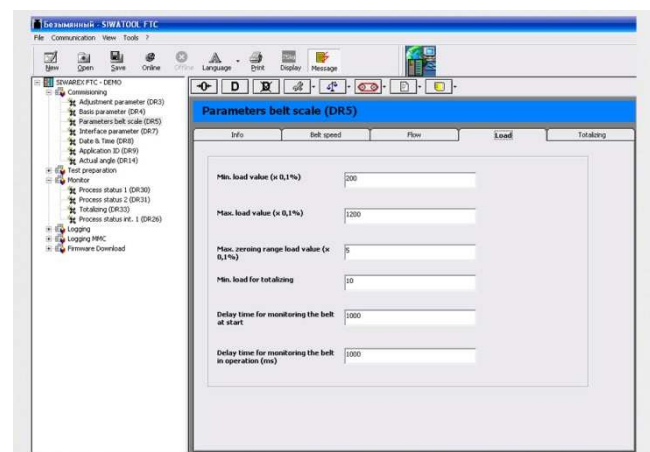 Безымянный - SIWATOOL FTC
File Communication View Tools ?
New Open Save Online Offline Language Print Display Message
SIWAREX FTC - DEMO
Commisioning
Adjustment parameter (DR3)
Basis parameter (DR4)
Parameters belt scale (DR5)
Interface parameter (DR7)
Date & Time (DR8)
Application ID (DR9)
Actual angle (DR14)
Test preparation
Monitor
Process status 1 (DR30)
Process status 2 (DR31)
Totalizing (DR33)
Process status int. 1 (DR26)
Logging
Logging MMC
Firmware Download
0 D
Parameters belt scale (DR5)
Info Belt speed Flow Load Totalizing
Min. load value (x 0,1%) 200
Max. load value (x 0,1%) 1200
Max. zeroing range load value (x
0,1%) 5
Min. load for totalizing 10
Delay time for monitoring the belt
at start 1000
Delay time for monitoring the belt
in operation (ms) 1000